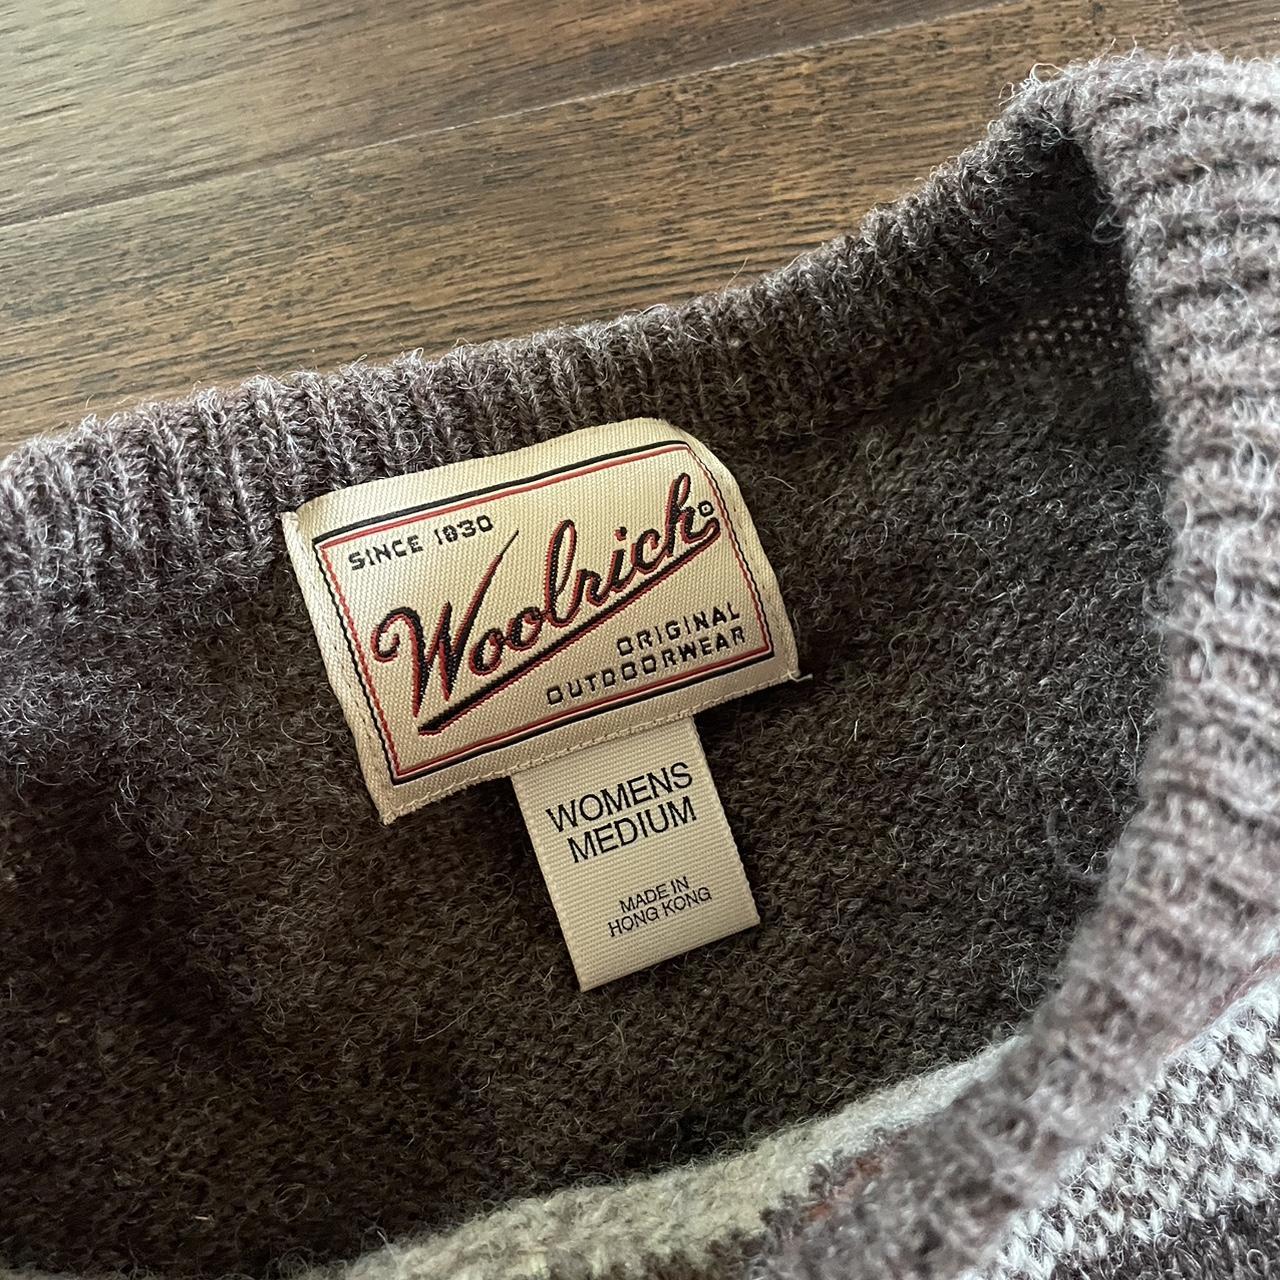 SINCE 1830
Woolrich®
ORIGINAL
OUTDOORWEAR
WOMENS
MEDIUM
MADE IN
HONG KONG